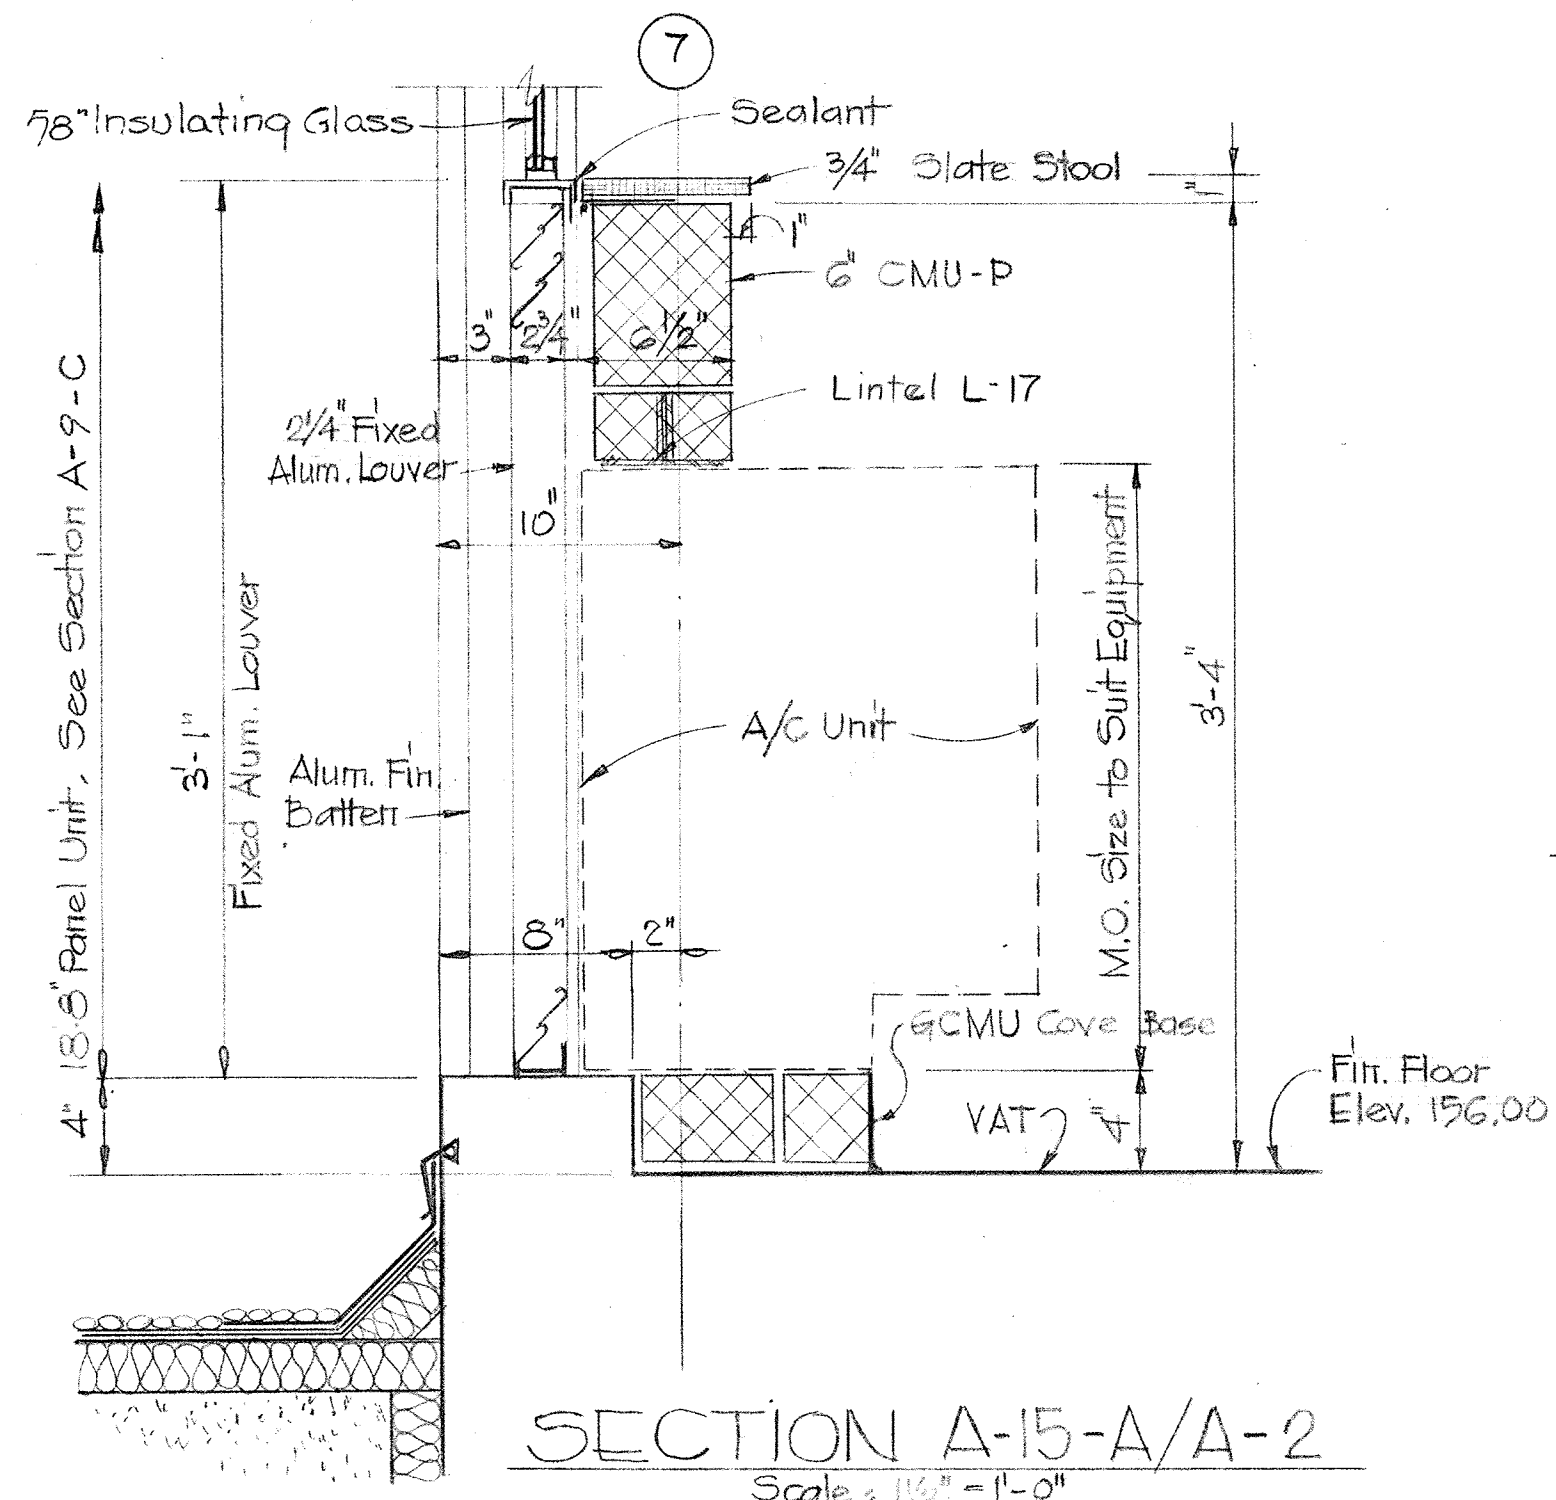 7
5/8" Insulating Glass
Sealant
3/4" Slate Stool
1"
1"
6" CMU-P
3"
2 3/4"
6 1/2"
Lintel L-17
2 1/4" Fixed
Alum. Louver
10"
18'-8" Panel Unit, See Section A-9-C
3'-1"
Fixed Alum. Louver
M.O. Size to Suit Equipment
3'-4"
A/C Unit
Alum. Fin.
Batten
8"
2"
GCMU Cove Base
4"
VAT
4"
Fin. Floor
Elev. 156.00
SECTION A-15-A/A-2
Scale: = 1'-0"